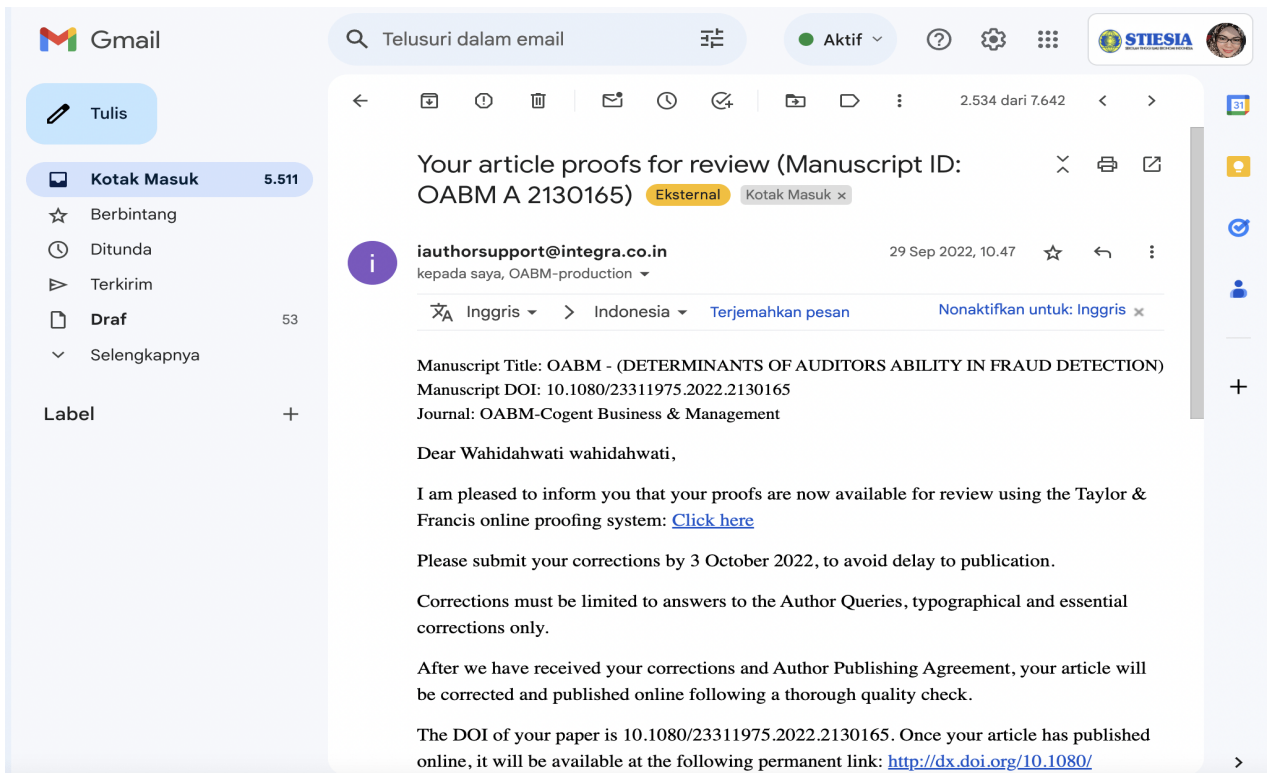 Gmail
Telusuri dalam email
Aktif
STIESIA
Tulis
2.534 dari 7.642
31
Kotak Masuk 5.511
Berbintang
Ditunda
Terkirim
Draf 53
Selengkapnya
Label
Your article proofs for review (Manuscript ID:
OABM A 2130165) Eksternal Kotak Masuk ×
i
iauthorsupport@integra.co.in 29 Sep 2022, 10.47
kepada saya, OABM-production
Inggris > Indonesia Terjemahkan pesan Nonaktifkan untuk: Inggris ×
Manuscript Title: OABM - (DETERMINANTS OF AUDITORS ABILITY IN FRAUD DETECTION)
Manuscript DOI: 10.1080/23311975.2022.2130165
Journal: OABM-Cogent Business & Management
Dear Wahidahwati wahidahwati,
I am pleased to inform you that your proofs are now available for review using the Taylor &
Francis online proofing system: Click here
Please submit your corrections by 3 October 2022, to avoid delay to publication.
Corrections must be limited to answers to the Author Queries, typographical and essential
corrections only.
After we have received your corrections and Author Publishing Agreement, your article will
be corrected and published online following a thorough quality check.
The DOI of your paper is 10.1080/23311975.2022.2130165. Once your article has published
online, it will be available at the following permanent link: http://dx.doi.org/10.1080/